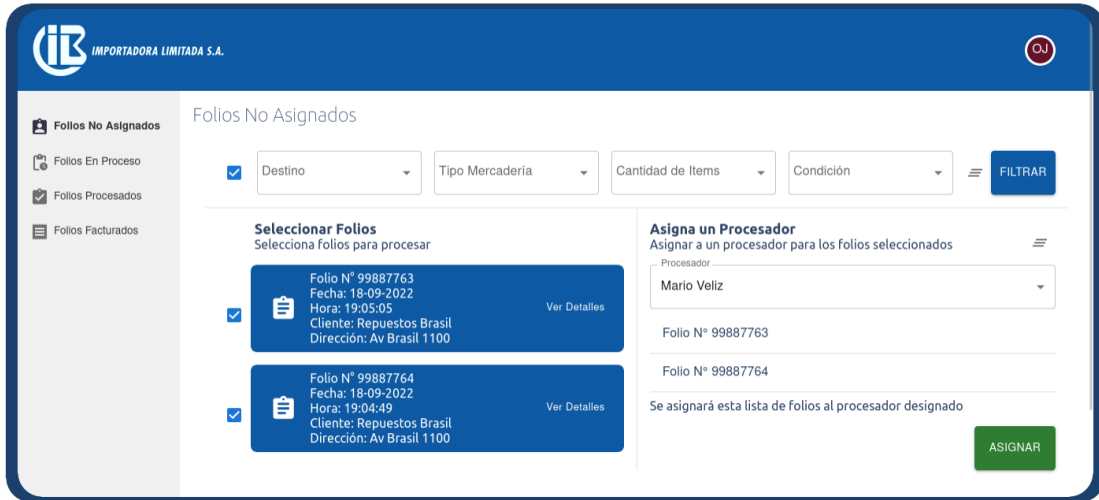 IMPORTADORA LIMITADA S.A.
OJ
Folios No Asignados
Folios En Proceso
Folios Procesados
Folios Facturados
Folios No Asignados
Destino
Tipo Mercadería
Cantidad de Items
Condición
FILTRAR
Seleccionar Folios
Selecciona folios para procesar
Folio N° 99887763
Fecha: 18-09-2022
Hora: 19:05:05
Cliente: Repuestos Brasil
Dirección: Av Brasil 1100
Ver Detalles
Folio N° 99887764
Fecha: 18-09-2022
Hora: 19:04:49
Cliente: Repuestos Brasil
Dirección: Av Brasil 1100
Ver Detalles
Asigna un Procesador
Asignar a un procesador para los folios seleccionados
Procesador
Mario Veliz
Folio N° 99887763
Folio N° 99887764
Se asignará esta lista de folios al procesador designado
ASIGNAR